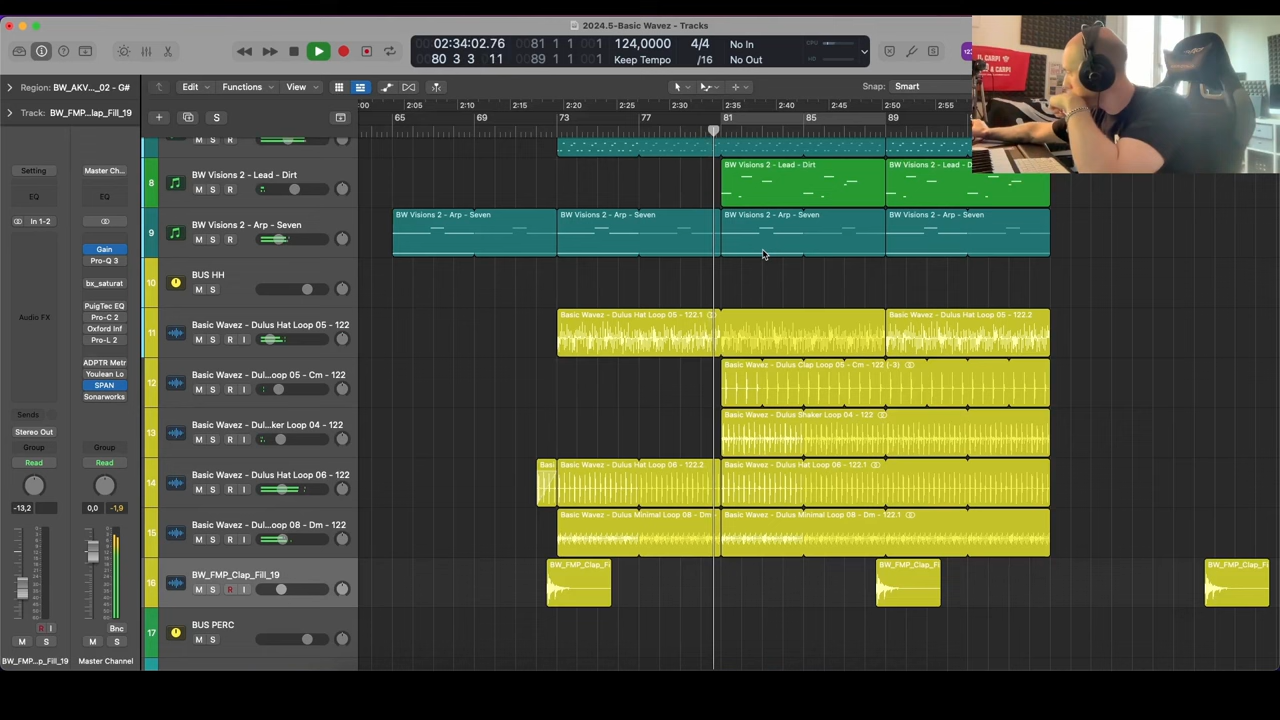 2024.5-Basic Wavez - Tracks
02:34:02.76
0081 1 1 001
80 3 3 11
0089 1 1 001
124,0000
Keep Tempo
4/4
/16
No In
No Out
CPU
HD
Region: BW_AKV..._02 - G#
Track: BW_FMP...lap_Fill_19
Edit
Functions
View
Snap:
Smart
S
:00
2:05
2:10
2:15
2:20
2:25
2:30
2:35
2:40
2:45
2:50
2:55
65
69
73
77
81
85
89
Setting
EQ
In 1-2
Audio FX
Sends
Stereo Out
Group
Read
-13,2
R I
M S
BW_FMP...p_Fill_19
Master Ch...
EQ
Gain
Pro-Q 3
bx_saturat
PuigTec EQ
Pro-C 2
Oxford Inf
Pro-L 2
ADPTR Metr
Youlean Lo
SPAN
Sonarworks
Group
Read
0,0 -1,9
Bnc
M S
Master Channel
M S R
8
BW Visions 2 - Lead - Dirt
M S R
9
BW Visions 2 - Arp - Seven
M S R
10
BUS HH
M S
11
Basic Wavez - Dulus Hat Loop 05 - 122
M S R I
12
Basic Wavez - Dul...oop 05 - Cm - 122
M S R I
13
Basic Wavez - Dul...ker Loop 04 - 122
M S R I
14
Basic Wavez - Dulus Hat Loop 06 - 122
M S R I
15
Basic Wavez - Dul...oop 08 - Dm - 122
M S R I
16
BW_FMP_Clap_Fill_19
M S R I
17
BUS PERC
M S
BW Visions 2 - Lead - Dirt
BW Visions 2 - Lead - D
BW Visions 2 - Arp - Seven
BW Visions 2 - Arp - Seven
BW Visions 2 - Arp - Seven
BW Visions 2 - Arp - Seven
Basic Wavez - Dulus Hat Loop 05 - 122.1
Basic Wavez - Dulus Hat Loop 05 - 122.2
Basic Wavez - Dulus Clap Loop 05 - Cm - 122 (-3)
Basic Wavez - Dulus Shaker Loop 04 - 122
Basi
Basic Wavez - Dulus Hat Loop 06 - 122.2
Basic Wavez - Dulus Hat Loop 06 - 122.1
Basic Wavez - Dulus Minimal Loop 08 - Dm
Basic Wavez - Dulus Minimal Loop 08 - Dm - 122.1
BW_FMP_Clap_Fi
BW_FMP_Clap_Fi
BW_FMP_Clap_Fi